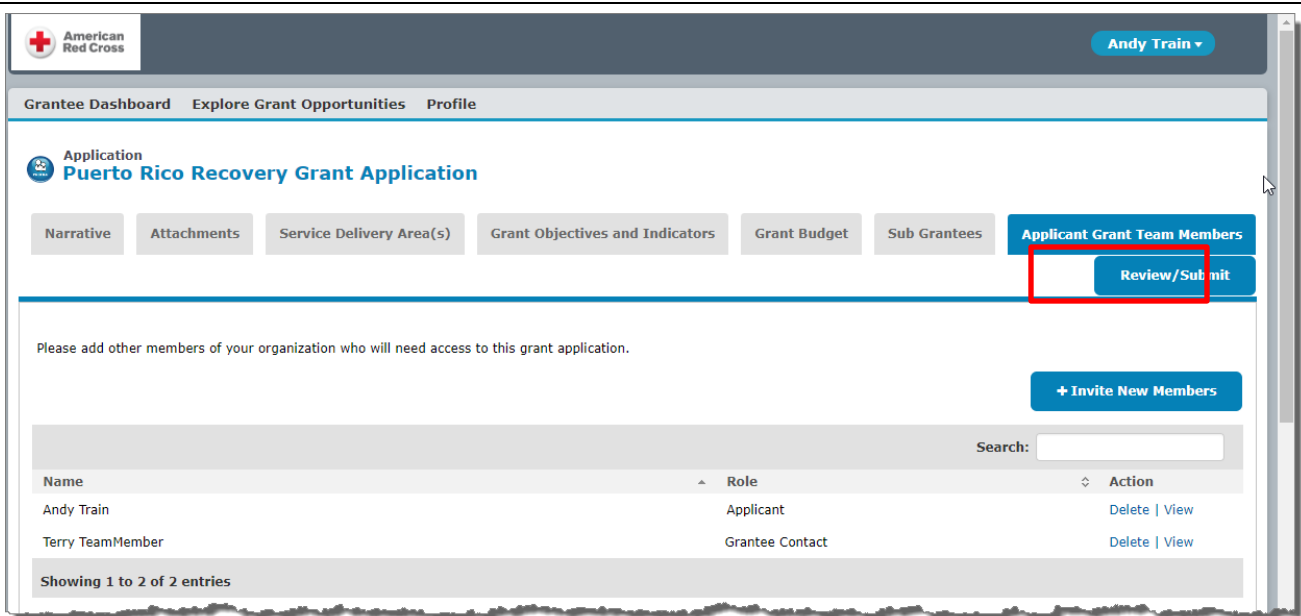 American
Red Cross
Andy Train
Grantee Dashboard Explore Grant Opportunities Profile
Application
Puerto Rico Recovery Grant Application
Narrative Attachments Service Delivery Area(s) Grant Objectives and Indicators Grant Budget Sub Grantees Applicant Grant Team Members
Review/Submit
Please add other members of your organization who will need access to this grant application.
+ Invite New Members
Search:
Name Role Action
Andy Train Applicant Delete | View
Terry TeamMember Grantee Contact Delete | View
Showing 1 to 2 of 2 entries